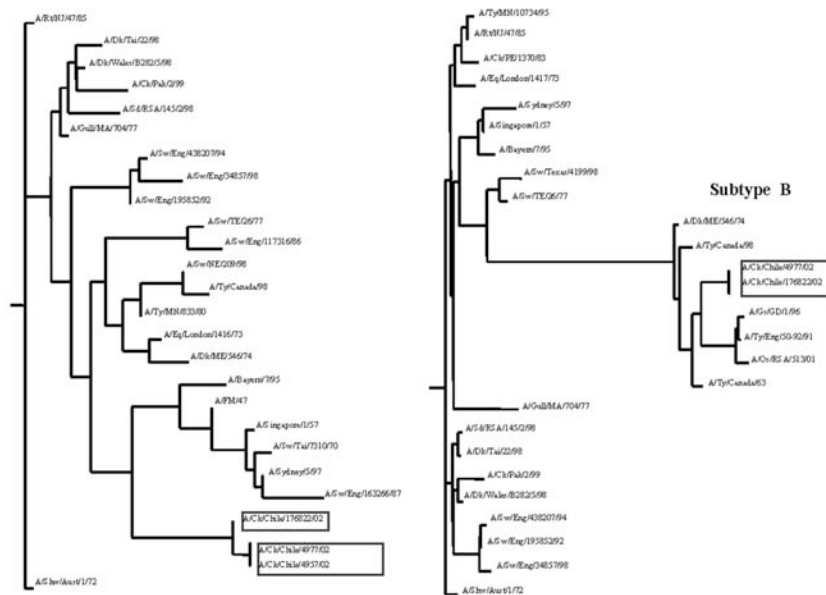 A/Rt/NJ/47/85
A/Dk/Tai/22/98
A/Dk/Wales/B282/5/98
A/Ck/Pak/2/99
A/Sd/RSA/145/2/98
A/Gull/MA/704/77
A/Sw/Eng/438207/94
A/Sw/Eng/34857/98
A/Sw/Eng/195852/92
A/Sw/TE/26/77
A/Sw/Eng/117316/86
A/Sw/NE/209/98
A/Ty/Canada/98
A/Ty/MN/833/80
A/Eq/London/1416/73
A/Dk/ME/546/74
A/Bayern/7/95
A/FM/47
A/Singapore/1/57
A/Sw/Tai/7310/70
A/Sydney/5/97
A/Sw/Eng/163266/87
A/Ck/Chile/176822/02
A/Ck/Chile/4977/02
A/Ck/Chile/4957/02
A/Shw/Aust/1/72
A/Ty/MN/10734/95
A/Rt/NJ/47/85
A/Ck/PE/1370/83
A/Eq/London/1417/73
A/Sydney/5/97
A/Singapore/1/57
A/Bayern/7/95
A/Sw/Texas/4199/98
A/Sw/TE/26/77
Subtype B
A/Dk/ME/546/74
A/Ty/Canada/98
A/Ck/Chile/4977/02
A/Ck/Chile/176822/02
A/Gs/GD/1/96
A/Ty/Eng/50-92/91
A/Os/RSA/513/01
A/Ty/Canada/63
A/Gull/MA/704/77
A/Sd/RSA/145/2/98
A/Dk/Tai/22/98
A/Ck/Pak/2/99
A/Dk/Wales/B282/5/98
A/Sw/Eng/438207/94
A/Sw/Eng/195852/92
A/Sw/Eng/34857/98
A/Shw/Aust/1/72